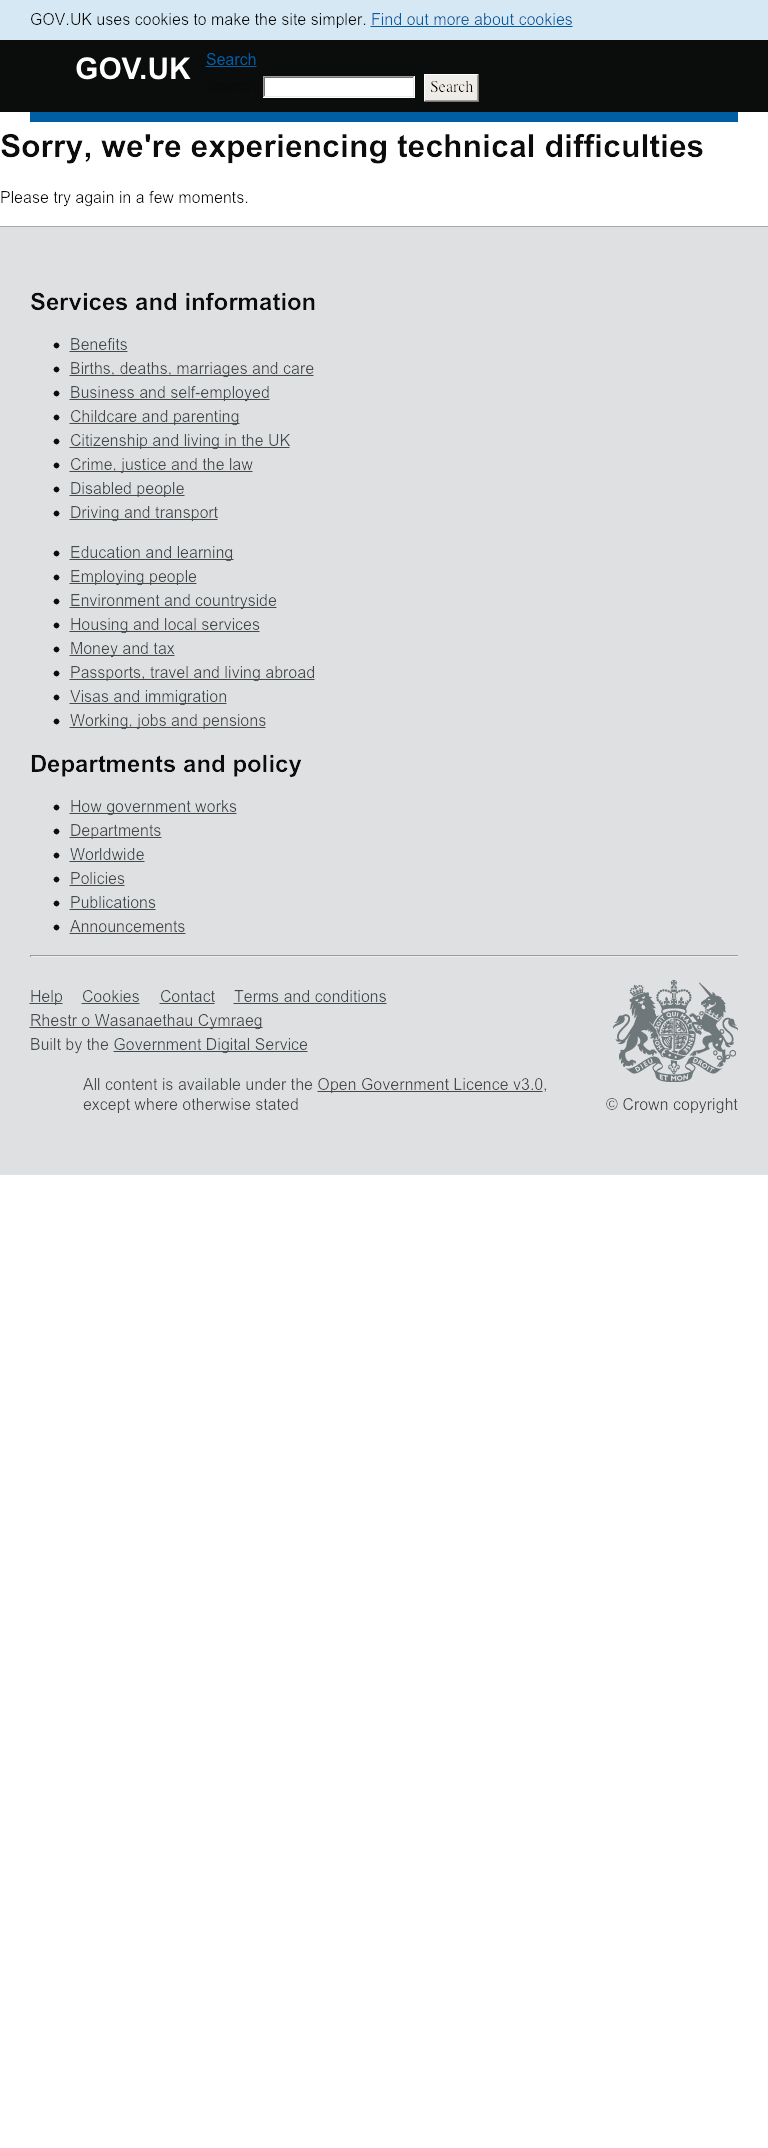 GOV.UK uses cookies to make the site simpler. Find out more about cookies
GOV.UK
Search
Search
Sorry, we're experiencing technical difficulties
Please try again in a few moments.
Services and information
Benefits
Births, deaths, marriages and care
Business and self-employed
Childcare and parenting
Citizenship and living in the UK
Crime, justice and the law
Disabled people
Driving and transport
Education and learning
Employing people
Environment and countryside
Housing and local services
Money and tax
Passports, travel and living abroad
Visas and immigration
Working, jobs and pensions
Departments and policy
How government works
Departments
Worldwide
Policies
Publications
Announcements
Help Cookies Contact Terms and conditions
Rhestr o Wasanaethau Cymraeg
Built by the Government Digital Service
All content is available under the Open Government Licence v3.0,
except where otherwise stated
DIEU ET MON DROIT
© Crown copyright